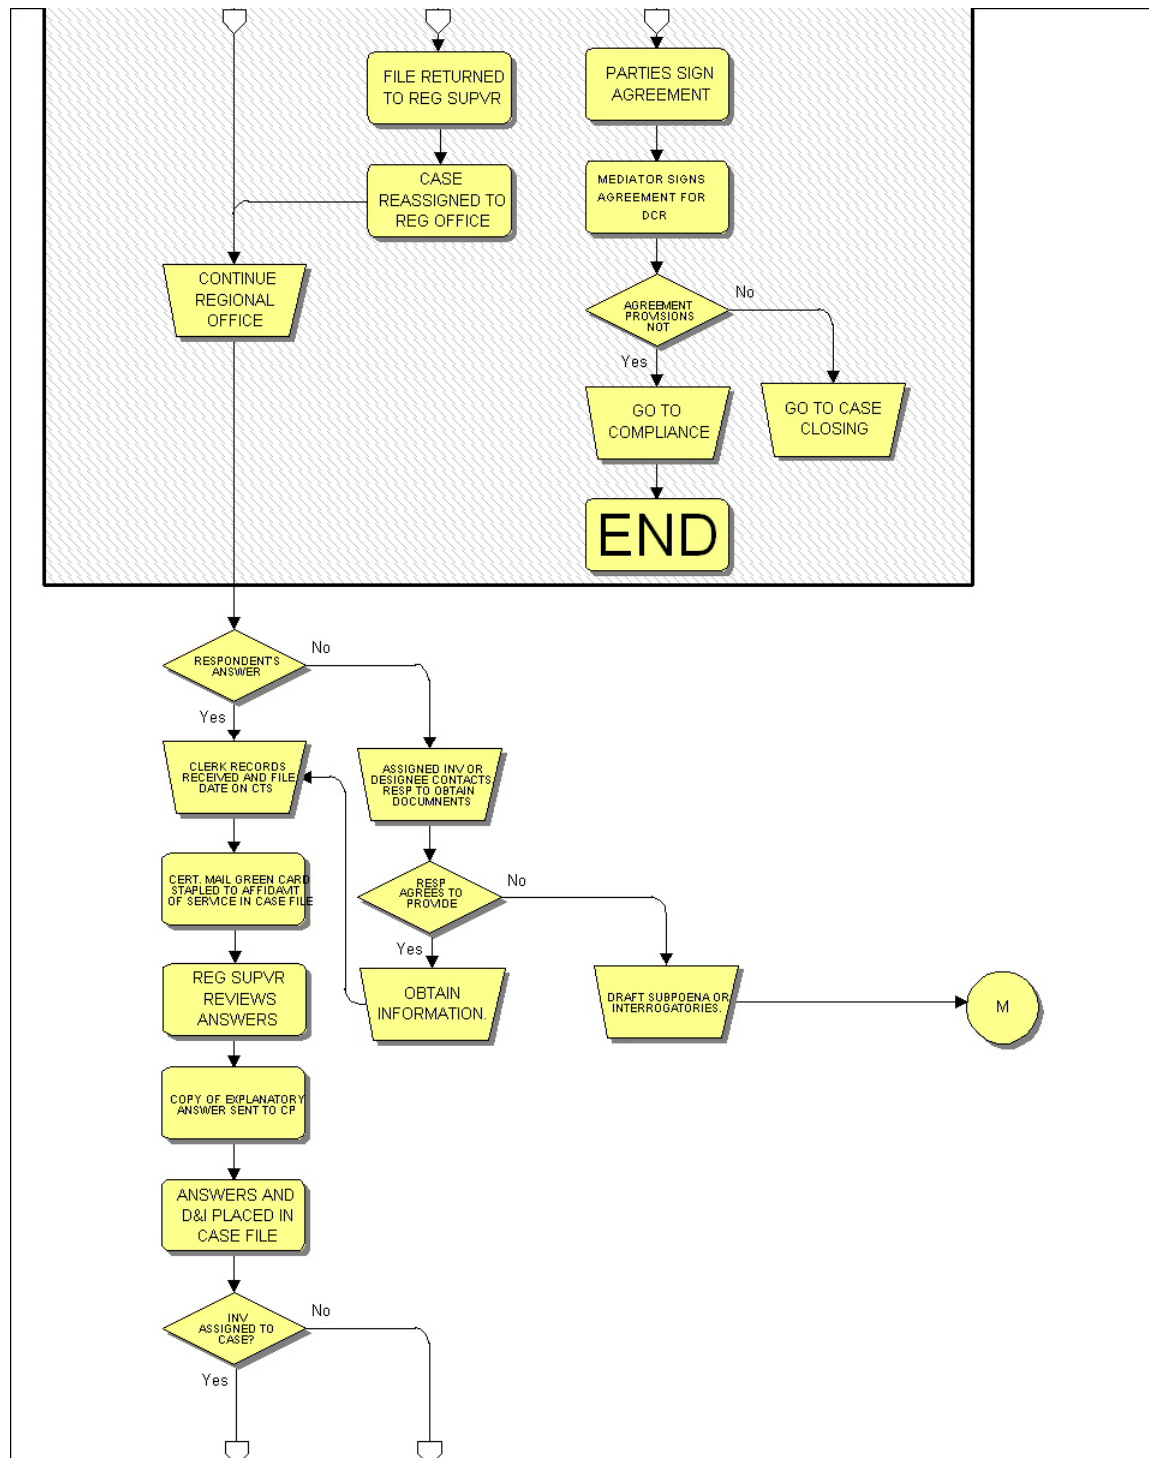 FILE RETURNED
TO REG SUPVR
PARTIES SIGN
AGREEMENT
CASE
REASSIGNED TO
REG OFFICE
MEDIATOR SIGNS
AGREEMENT FOR
DCR
CONTINUE
REGIONAL
OFFICE
AGREEMENT
PROVISIONS
NOT
No
Yes
GO TO
COMPLIANCE
GO TO CASE
CLOSING
END
RESPONDENT'S
ANSWER
No
Yes
CLERK RECORDS
RECEIVED AND FILE
DATE ON CTS
ASSIGNED INV OR
DESIGNEE CONTACTS
RESP TO OBTAIN
DOCUMNENTS
CERT. MAIL GREEN CARD
STAPLED TO AFFIDAVIT
OF SERVICE IN CASE FILE
RESP
AGREES TO
PROVIDE
No
Yes
REG SUPVR
REVIEWS
ANSWERS
OBTAIN
INFORMATION.
DRAFT SUBPOENA OR
INTERROGATORIES.
M
COPY OF EXPLANATORY
ANSWER SENT TO CP
ANSWERS AND
D&I PLACED IN
CASE FILE
INV
ASSIGNED TO
CASE?
No
Yes